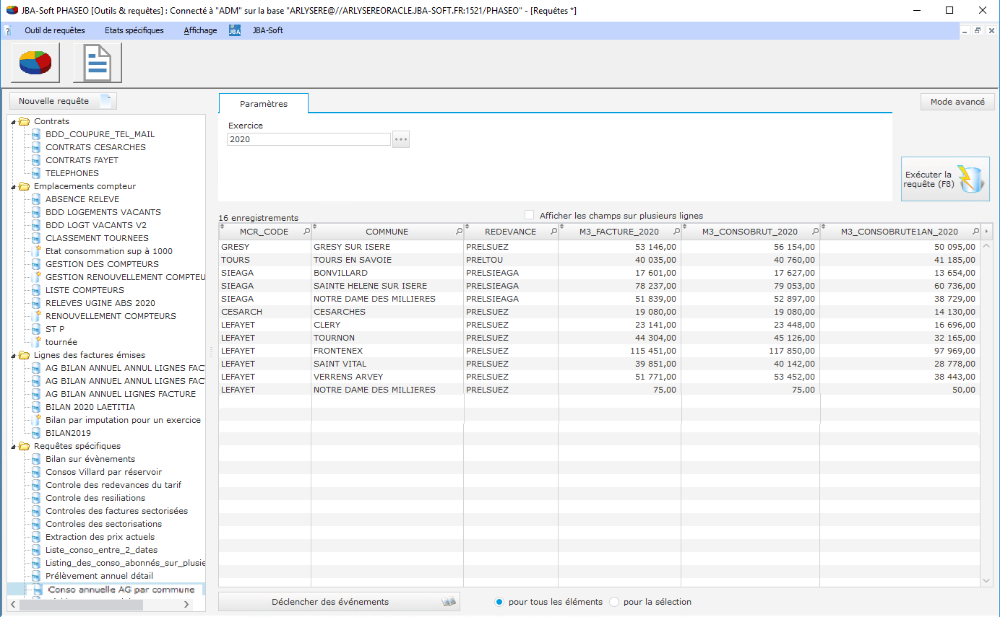 JBA-Soft PHASEO [Outils & requêtes] : Connecté à "ADM" sur la base "ARLYSERE@//ARLYSEREORACLE.JBA-SOFT.FR:1521/PHASEO" - [Requêtes *]
Outil de requêtes Etats spécifiques Affichage JBA JBA-Soft
Nouvelle requête
Contrats
BDD_COUPURE_TEL_MAIL
CONTRATS CESARCHES
CONTRATS FAYET
TELEPHONES
Emplacements compteur
ABSENCE RELEVE
BDD LOGEMENTS VACANTS
BDD LOGT VACANTS V2
CLASSEMENT TOURNEES
Etat consommation sup à 1000
GESTION DES COMPTEURS
GESTION RENOUVELLEMENT COMPTEU
LISTE COMPTEURS
RELEVES UGINE ABS 2020
RENOUVELLEMENT COMPTEURS
ST P
tournée
Lignes des factures émises
AG BILAN ANNUEL ANNUL LIGNES FAC
AG BILAN ANNUEL ANNUL LIGNES FAC
AG BILAN ANNUEL LIGNES FACTURE
BILAN 2020 LAETITIA
Bilan par imputation pour un exercice
BILAN2019
Requêtes spécifiques
Bilan sur évènements
Consos Villard par réservoir
Controle des redevances du tarif
Controle des resiliations
Controles des factures sectorisées
Controles des sectorisations
Extraction des prix actuels
Liste_conso_entre_2_dates
Listing_des_conso_abonnés_sur_plusie
Prélèvement annuel détail
Conso annuelle AG par commune
Paramètres
Mode avancé
Exercice
2020
Exécuter la
requête (F8)
16 enregistrements
Afficher les champs sur plusieurs lignes
MCR_CODE COMMUNE REDEVANCE M3_FACTURE_2020 M3_CONSOBRUT_2020 M3_CONSOBRUTE1AN_2020
GRESY GRESY SUR ISERE PRELSUEZ 53 146,00 56 154,00 50 095,00
TOURS TOURS EN SAVOIE PRELTOU 40 035,00 40 760,00 41 185,00
SIEAGA BONVILLARD PRELSIEAGA 17 601,00 17 627,00 13 654,00
SIEAGA SAINTE HELENE SUR ISERE PRELSIEAGA 78 237,00 79 053,00 60 736,00
SIEAGA NOTRE DAME DES MILLIERES PRELSIEAGA 51 839,00 52 897,00 38 729,00
CESARCH CESARCHES PRELSUEZ 19 080,00 19 080,00 14 130,00
LEFAYET CLERY PRELSUEZ 23 141,00 23 448,00 16 696,00
LEFAYET TOURNON PRELSUEZ 44 304,00 45 126,00 32 165,00
LEFAYET FRONTENEX PRELSUEZ 115 451,00 117 850,00 97 969,00
LEFAYET SAINT VITAL PRELSUEZ 39 851,00 40 142,00 28 778,00
LEFAYET VERRENS ARVEY PRELSUEZ 51 771,00 53 452,00 38 443,00
LEFAYET NOTRE DAME DES MILLIERES PRELSUEZ 75,00 75,00 50,00
Déclencher des événements
pour tous les éléments pour la sélection